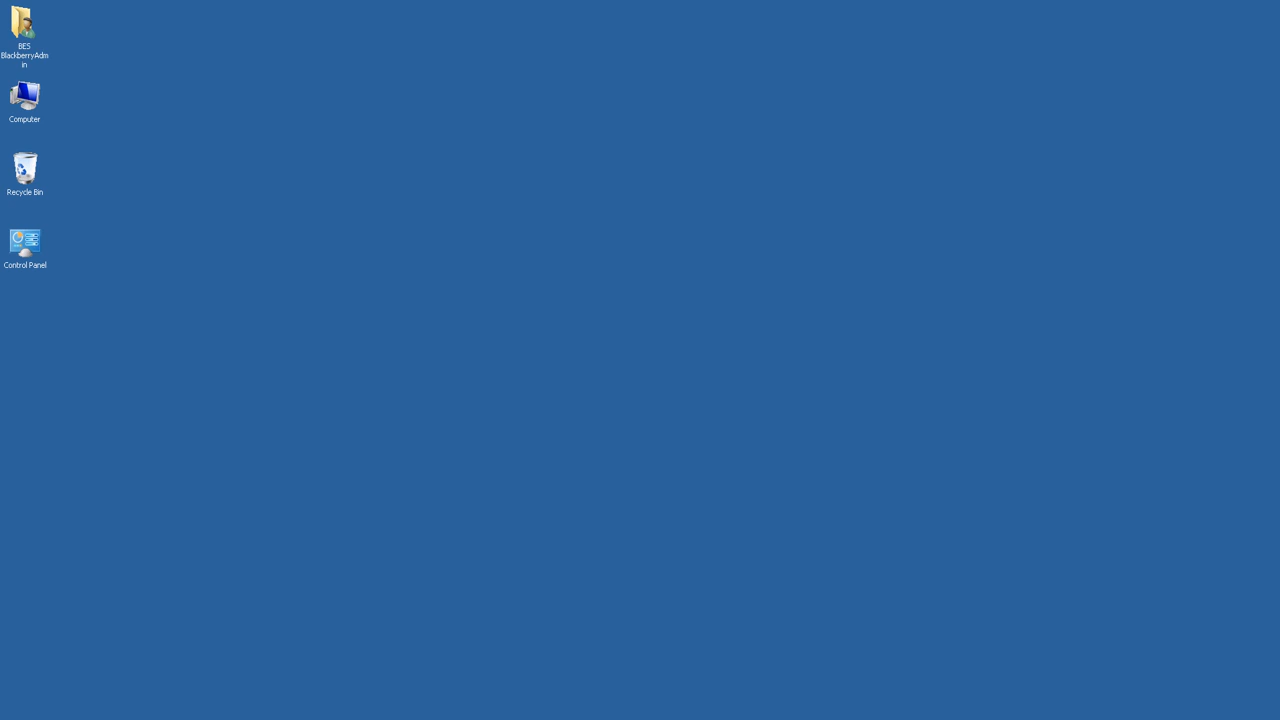 BES
BlackberryAdm
in
Computer
Recycle Bin
Control Panel